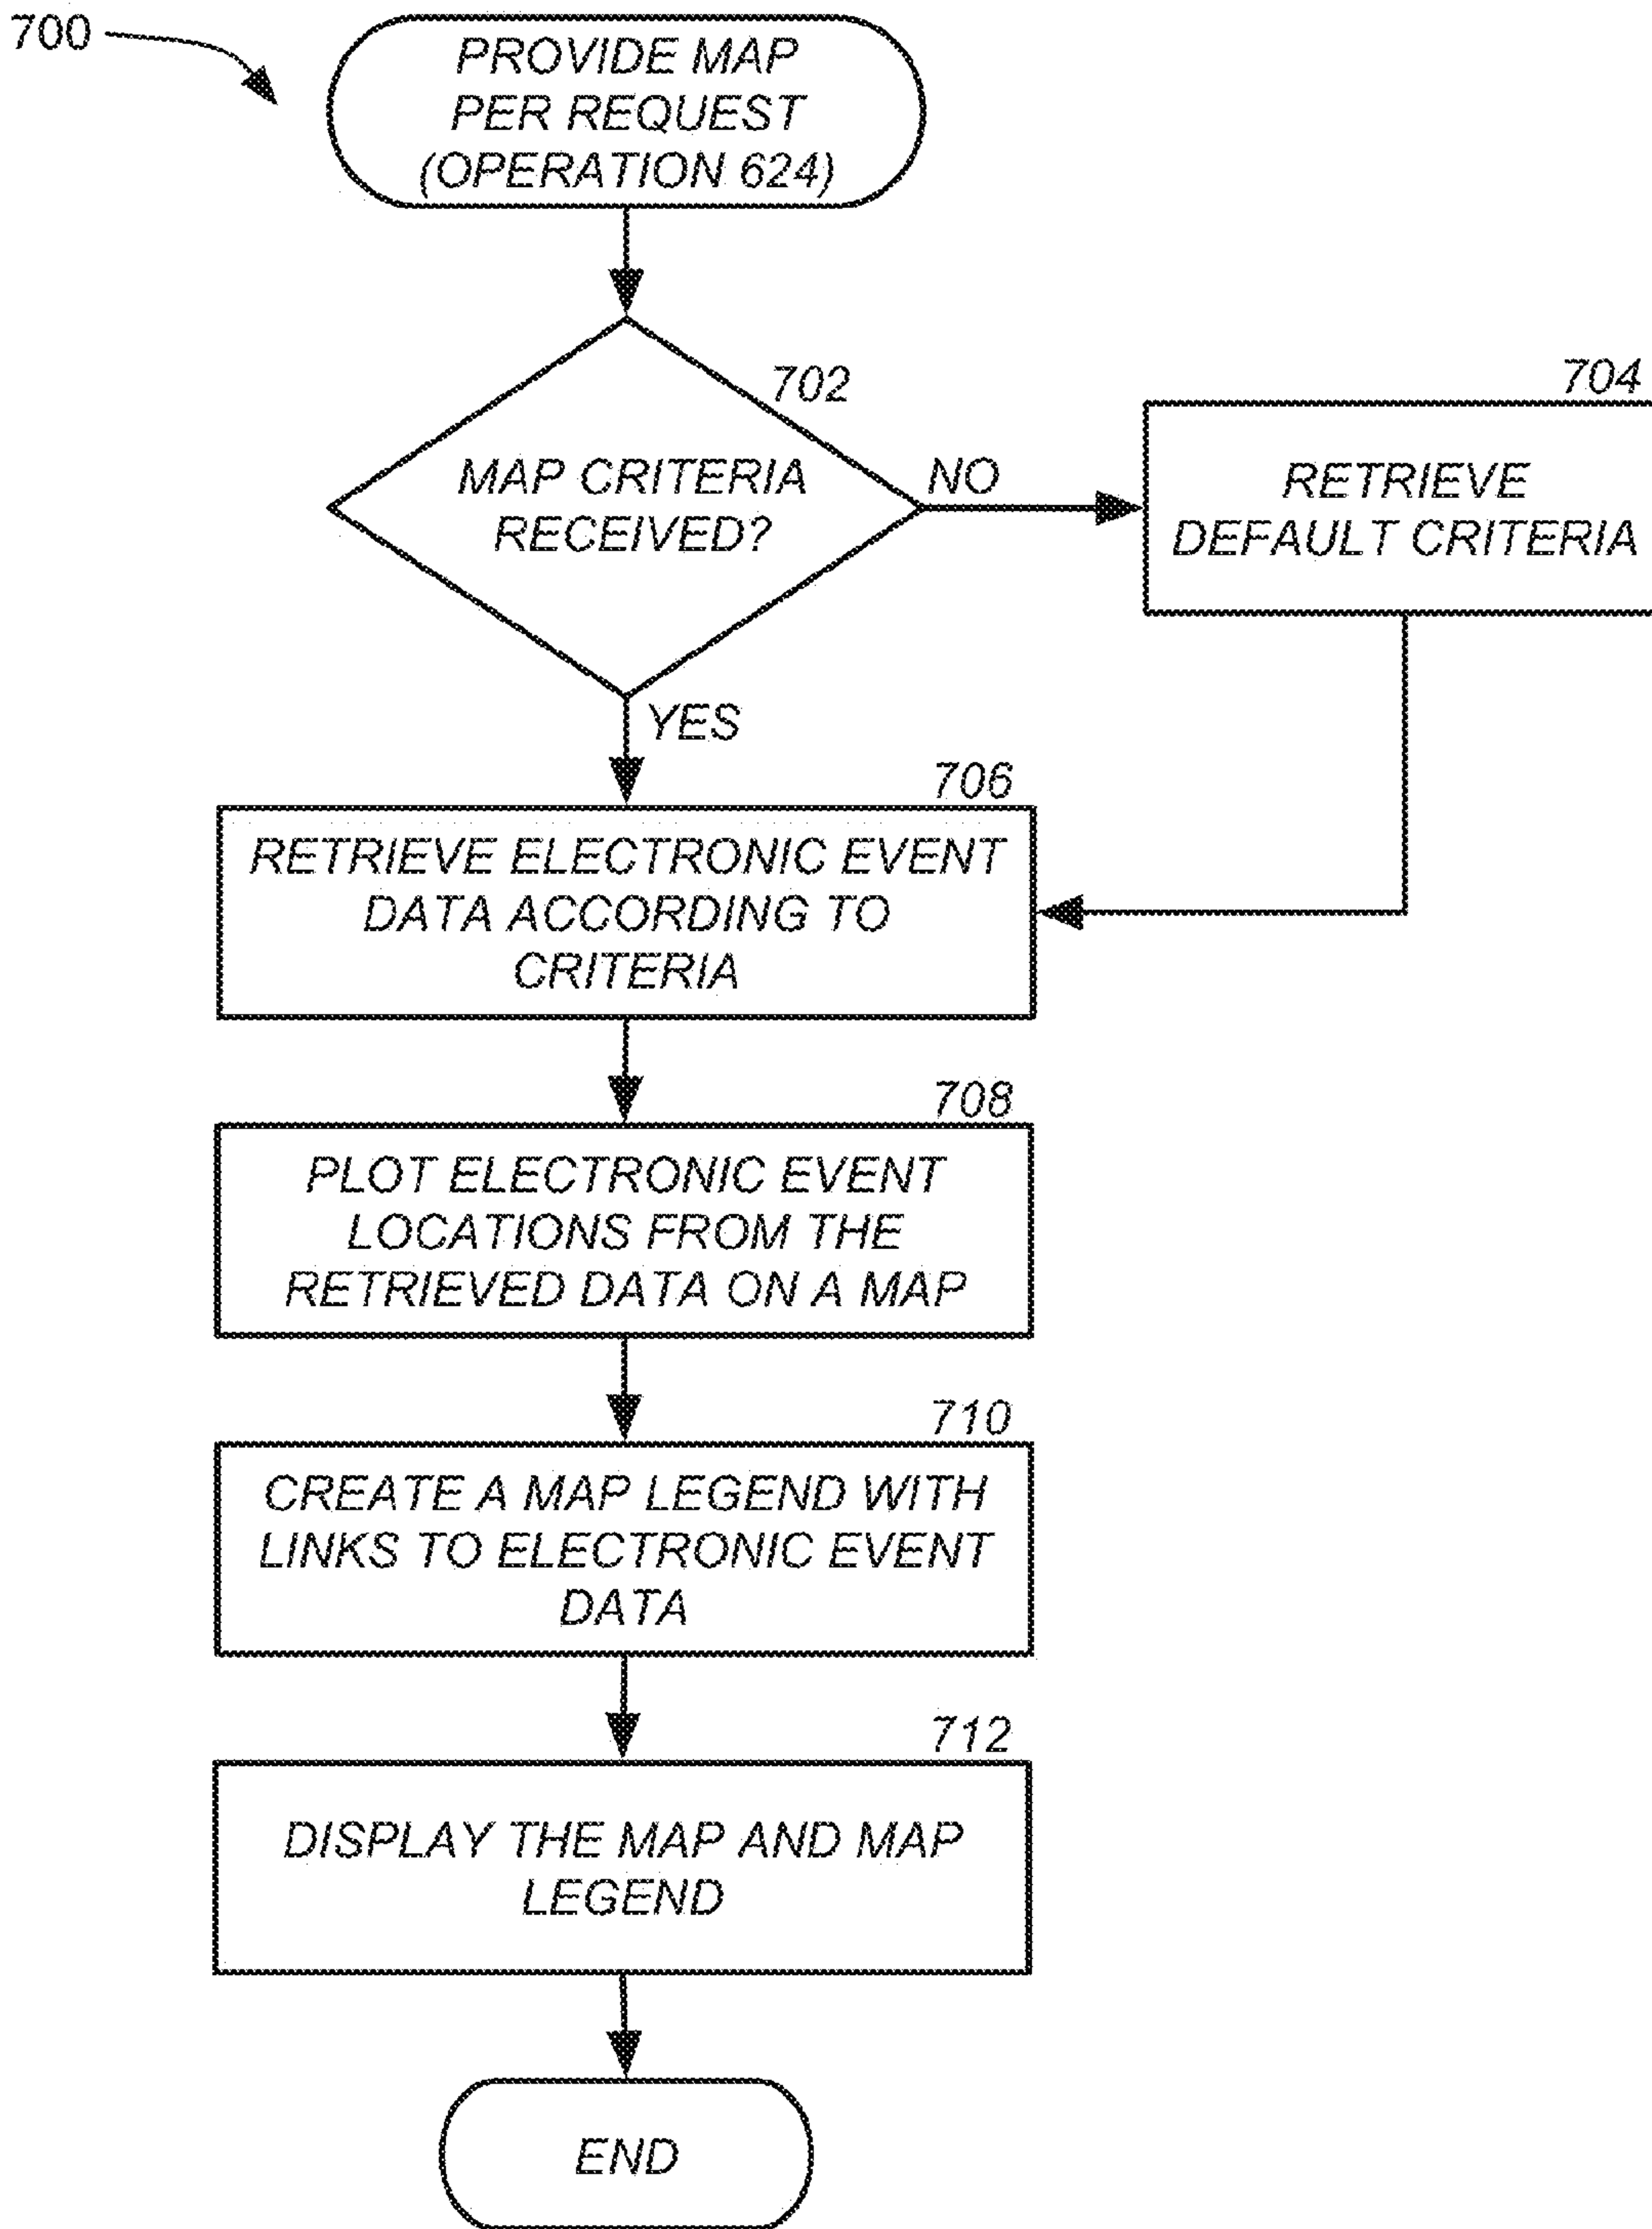 700
PROVIDE MAP
PER REQUEST
(OPERATION 624)
702
MAP CRITERIA
RECEIVED?
NO
704
RETRIEVE
DEFAULT CRITERIA
YES
706
RETRIEVE ELECTRONIC EVENT
DATA ACCORDING TO
CRITERIA
708
PLOT ELECTRONIC EVENT
LOCATIONS FROM THE
RETRIEVED DATA ON A MAP
710
CREATE A MAP LEGEND WITH
LINKS TO ELECTRONIC EVENT
DATA
712
DISPLAY THE MAP AND MAP
LEGEND
END